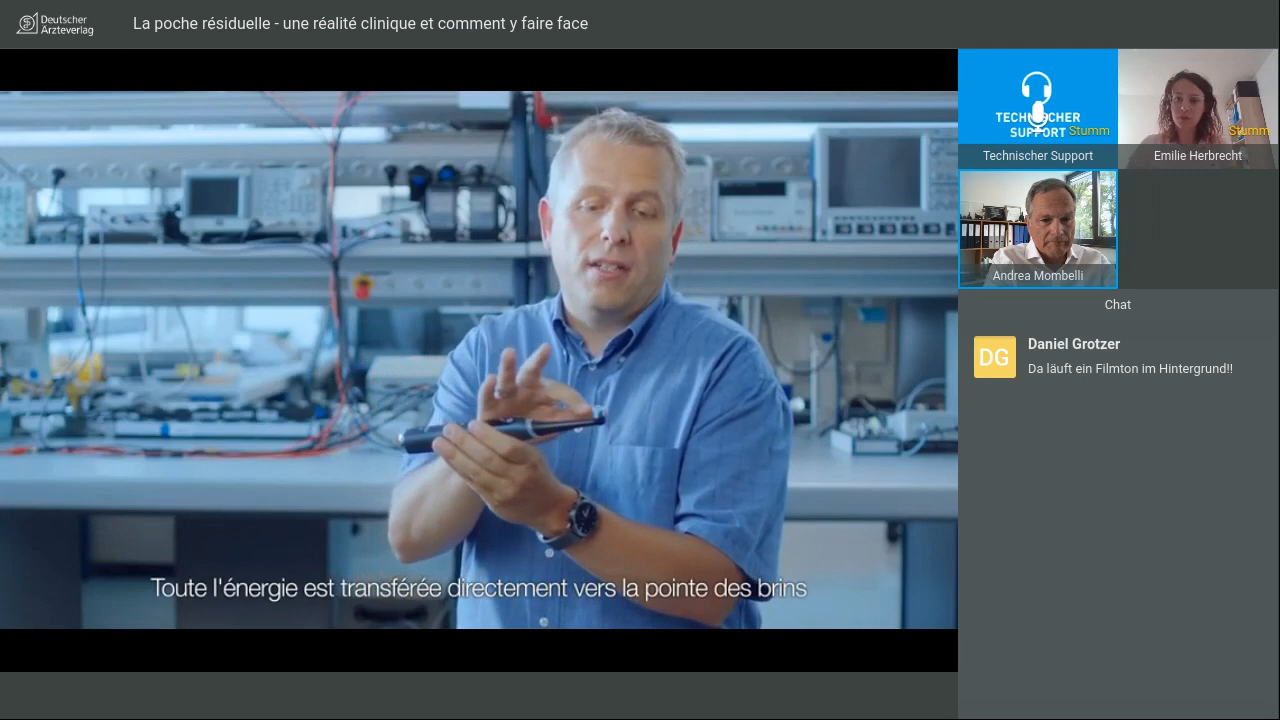 Deutscher
Ärzteverlag
La poche résiduelle - une réalité clinique et comment y faire face
TECHNISCHER
SUPPORT
Stumm
Technischer Support
Stumm
Emilie Herbrecht
Andrea Mombelli
Chat
DG
Daniel Grotzer
Da läuft ein Filmton im Hintergrund!!
Toute l'énergie est transférée directement vers la pointe des brins